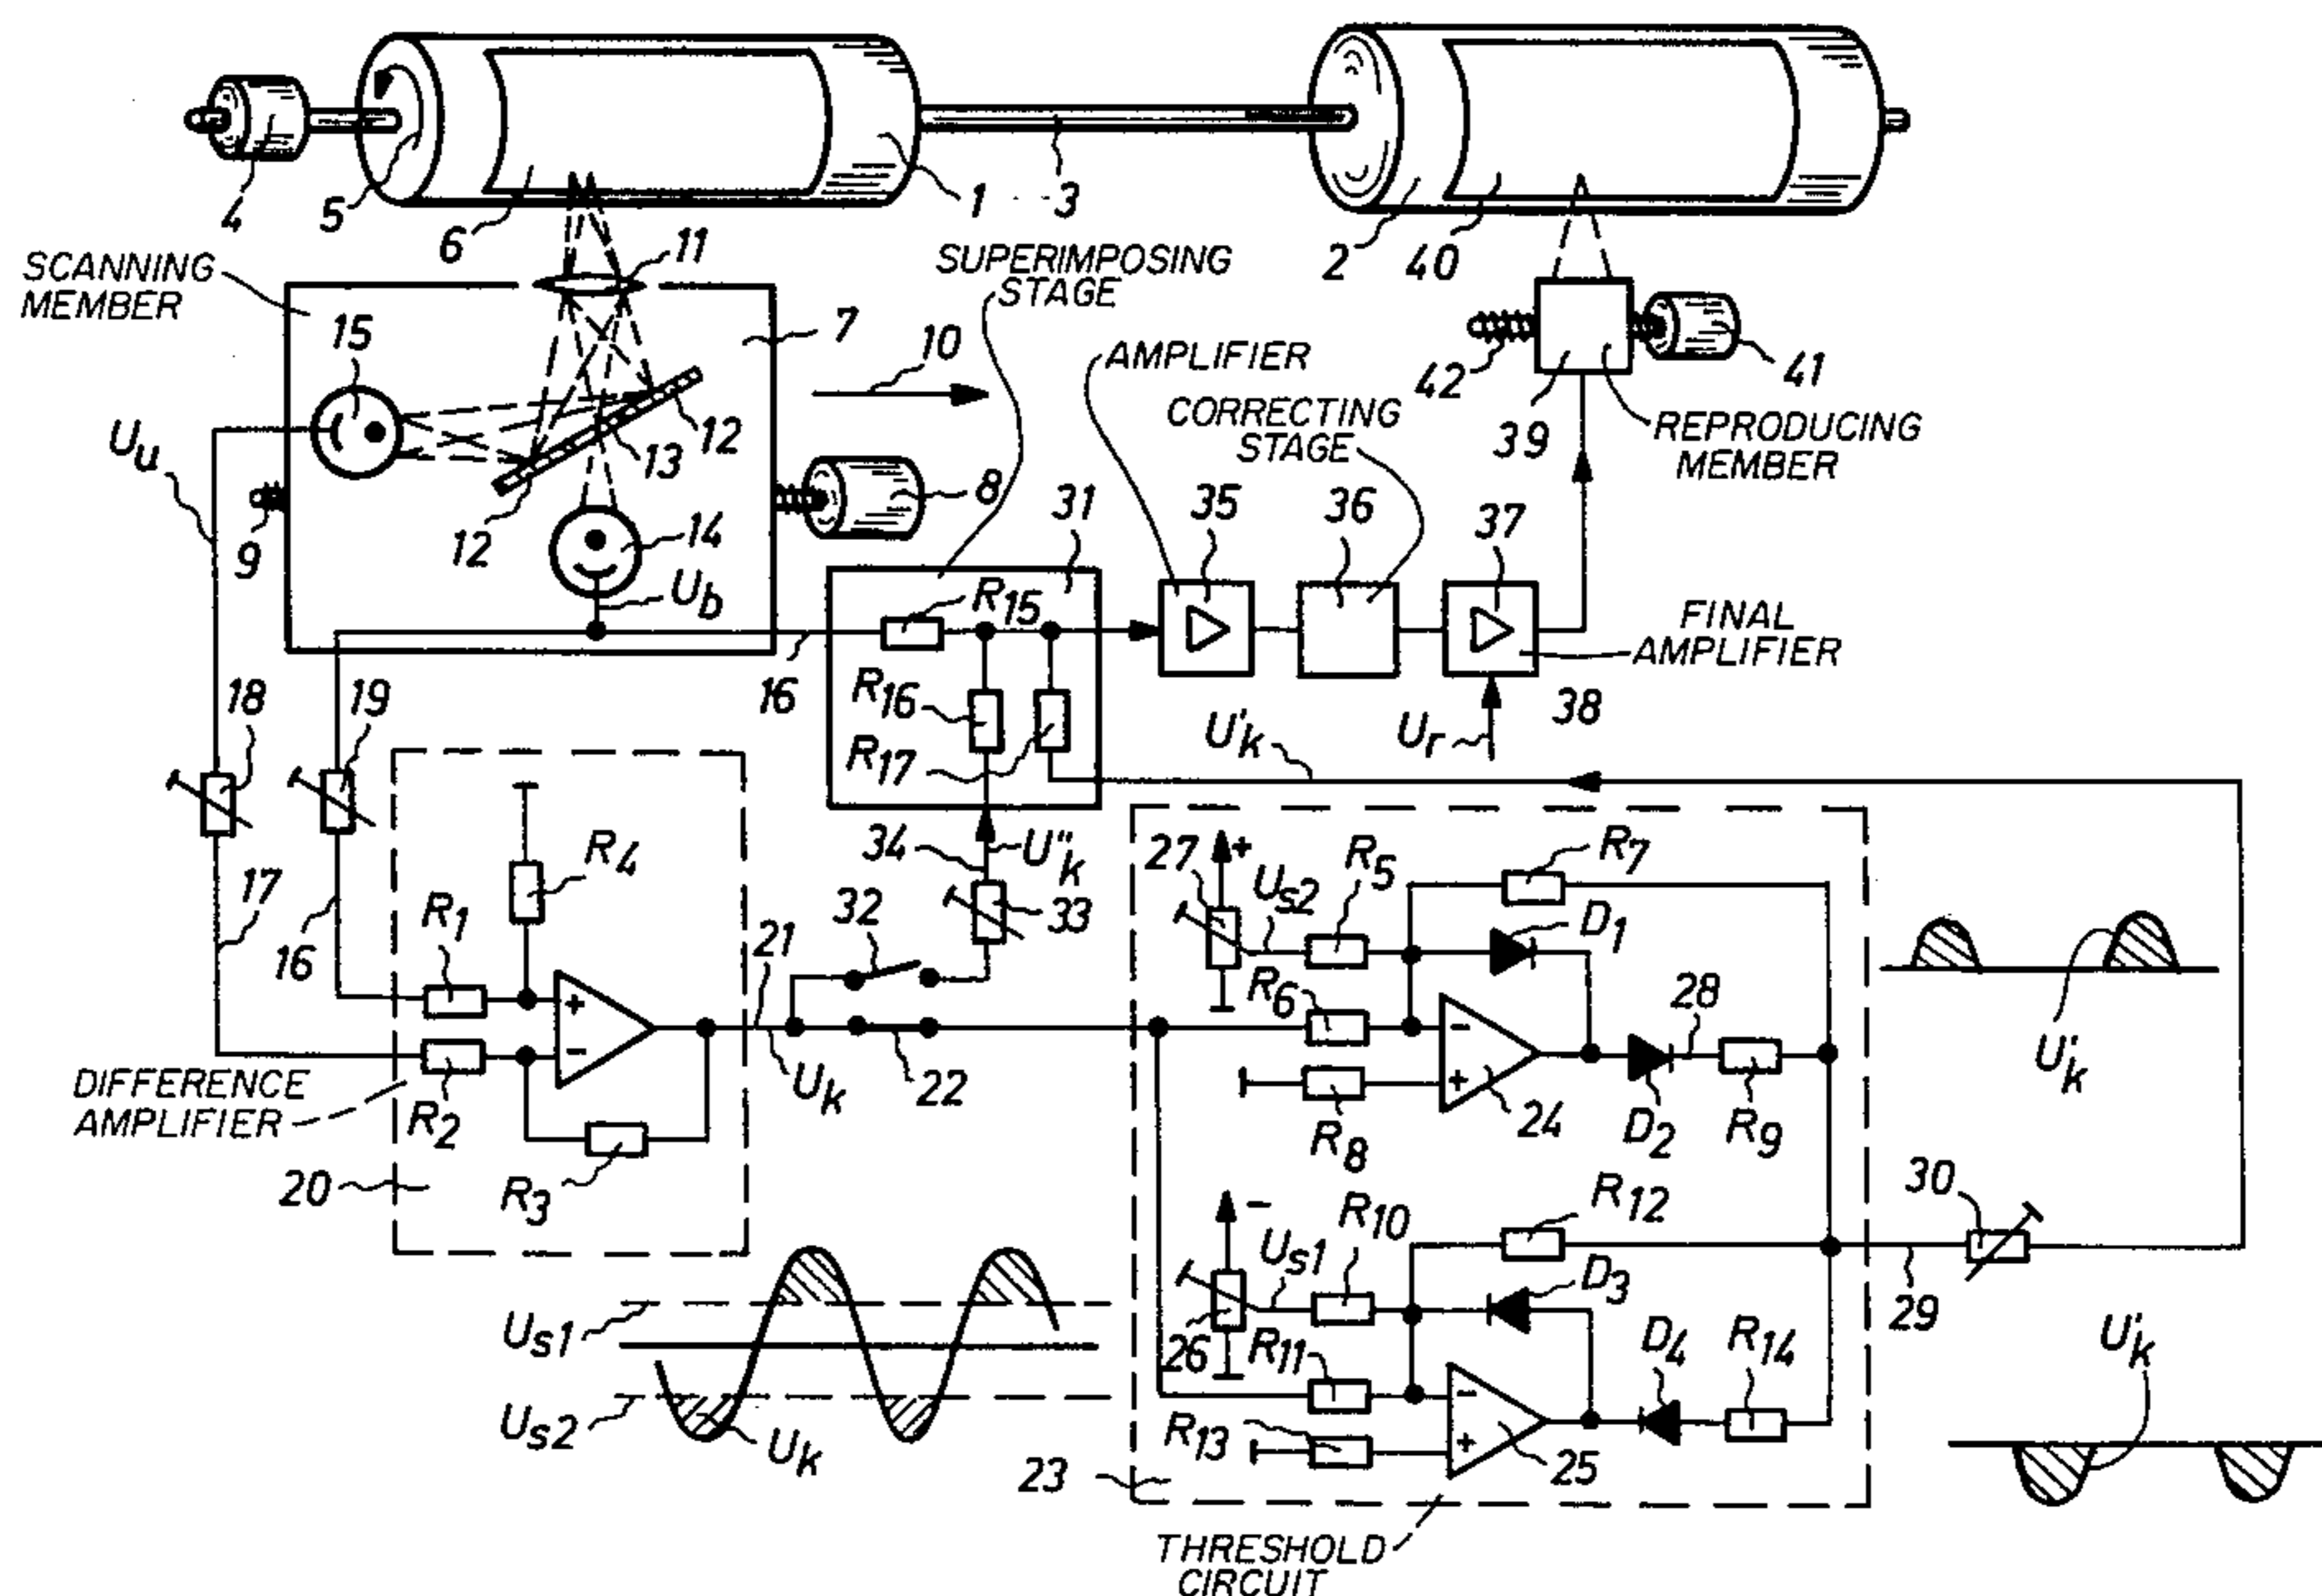 4
5
6
1
3
2
40
SCANNING
MEMBER
11
SUPERIMPOSING
STAGE
7
10
AMPLIFIER
42
41
15
CORRECTING
STAGE
39
REPRODUCING
MEMBER
Uu
12
13
8
31
35
36
37
9
12
14
Ub
R15
FINAL
AMPLIFIER
16
R16
R17
18
19
38
Ur
U'k
34
U"k
27
+
Us2
R5
R7
17
16
R4
R1
32
33
21
D1
R6
28
U'k
+
-
-
+
DIFFERENCE
AMPLIFIER
R2
Uk
22
R8
24
D2
R9
20
R3
R12
30
-
Us1
R10
D3
29
Us1
26
R11
D4
R14
U'k
Us2
Uk
R13
-
+
25
23
THRESHOLD
CIRCUIT